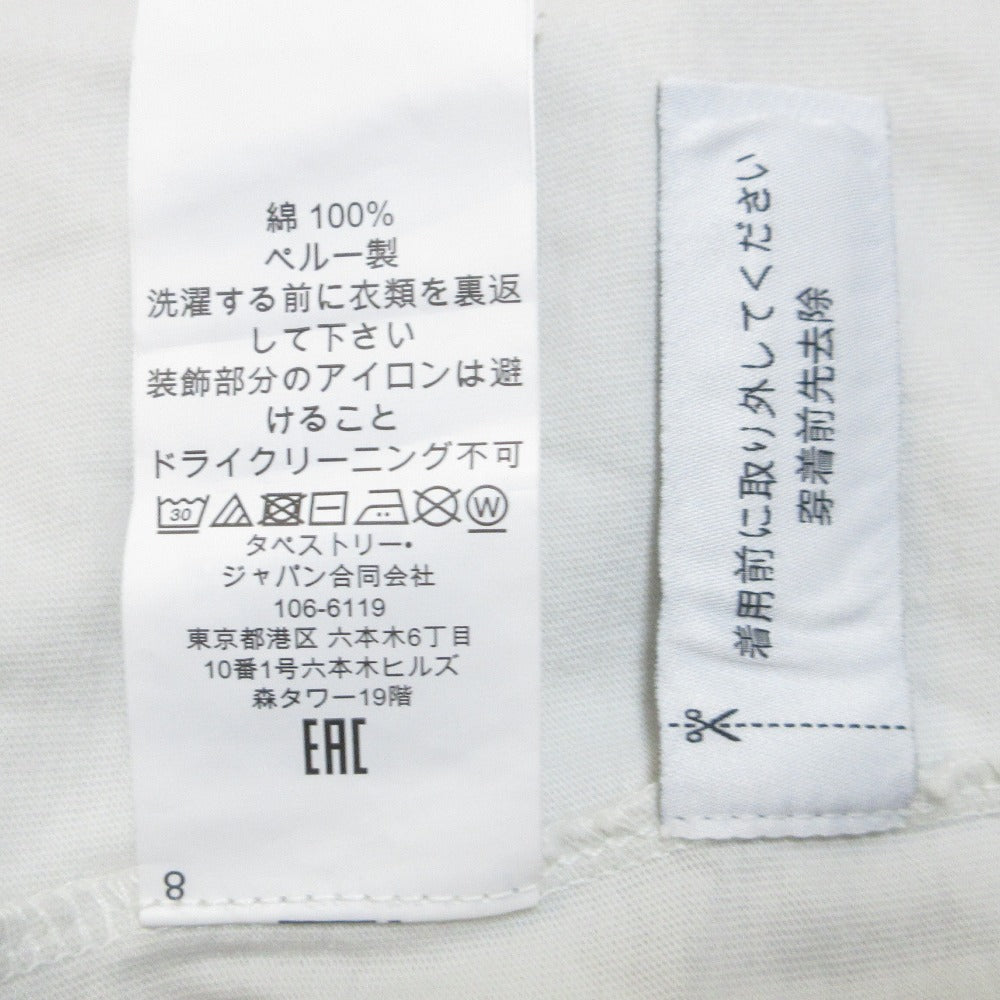 綿 100%
ペルー製
洗濯する前に衣類を裏返
して下さい
装飾部分のアイロンは避
けること
ドライクリーニング不可
30
W
タペストリー•
ジャパン合同会社
106-6119
東京都港区 六本木6丁目
10番1号六本木ヒルズ
森タワー19階
EAC
8
着用前に取り外してください
穿着前先去除